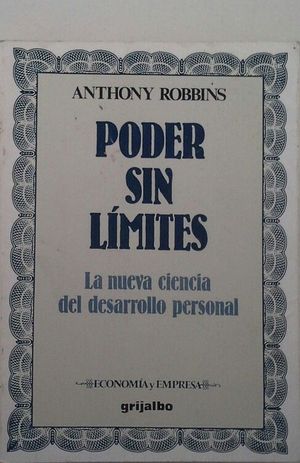 ANTHONY ROBBINS
PODER
SIN
LÍMITES
La nueva ciencia
del desarrollo personal
ECONOMÍA y EMPRESA
grijalbo